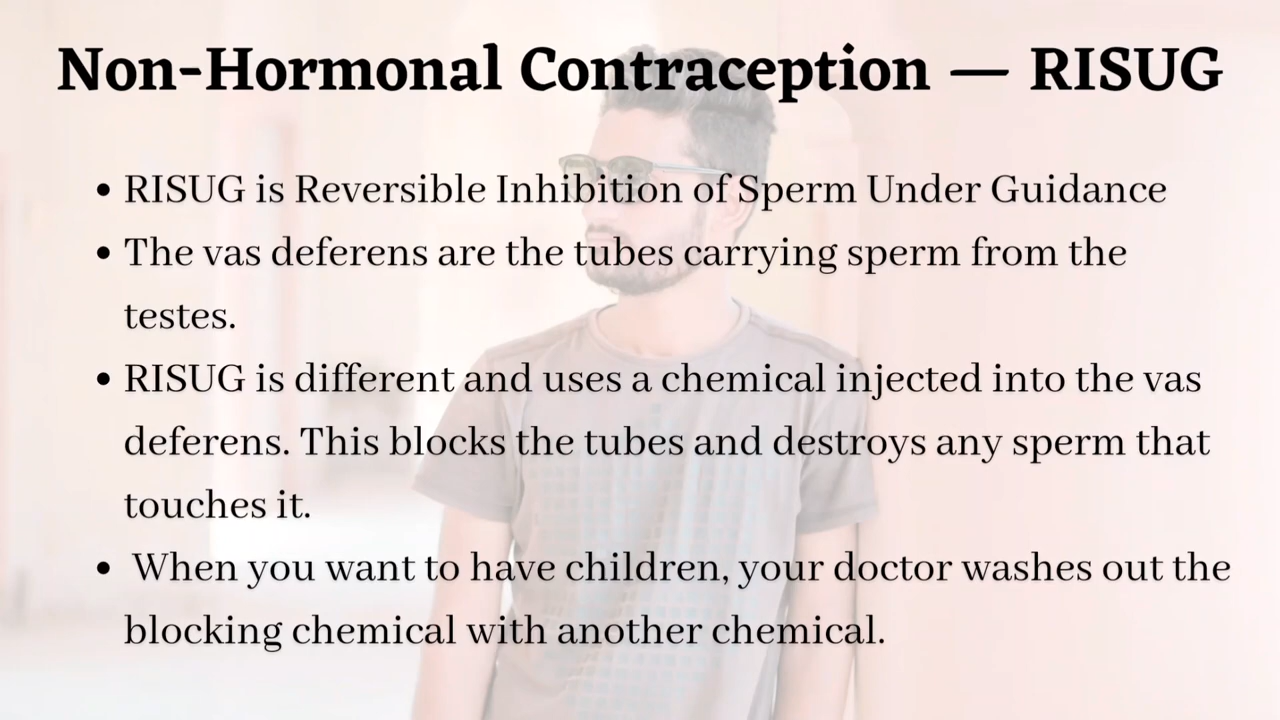 Non-Hormonal Contraception — RISUG
• RISUG is Reversible Inhibition of Sperm Under Guidance
• The vas deferens are the tubes carrying sperm from the
testes.
• RISUG is different and uses a chemical injected into the vas
deferens. This blocks the tubes and destroys any sperm that
touches it.
• When you want to have children, your doctor washes out the
blocking chemical with another chemical.